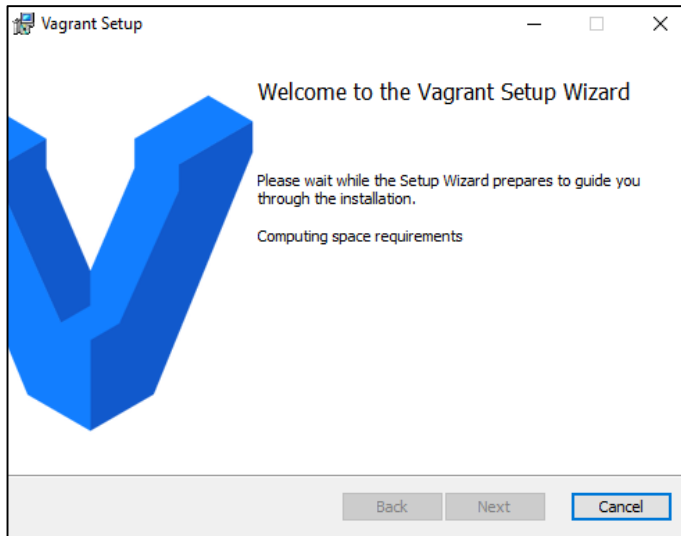 Vagrant Setup
Welcome to the Vagrant Setup Wizard
Please wait while the Setup Wizard prepares to guide you
through the installation.
Computing space requirements
Back Next Cancel